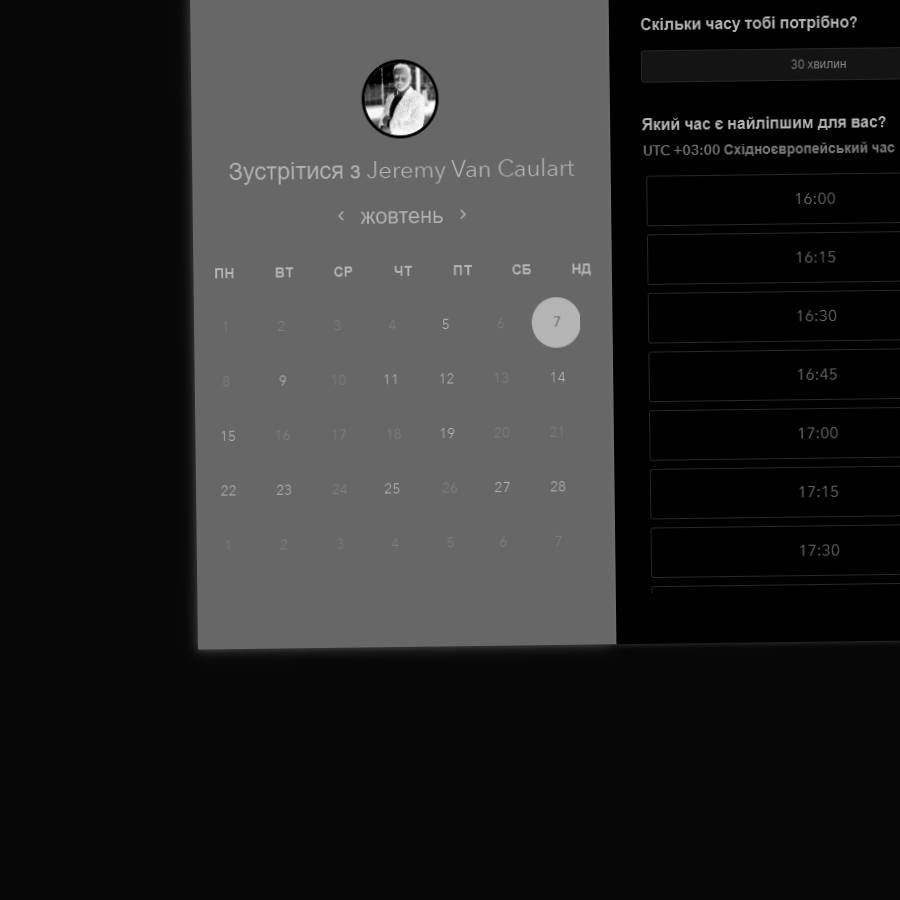 Зустрітися з Jeremy Van Caulart
‹ жовтень ›
ПН ВТ СР ЧТ ПТ СБ НД
1 2 3 4 5 6 7
8 9 10 11 12 13 14
15 16 17 18 19 20 21
22 23 24 25 26 27 28
1 2 3 4 5 6 7
Скільки часу тобі потрібно?
30 хвилин
Який час є найліпшим для вас?
UTC +03:00 Східноєвропейський час
16:00
16:15
16:30
16:45
17:00
17:15
17:30